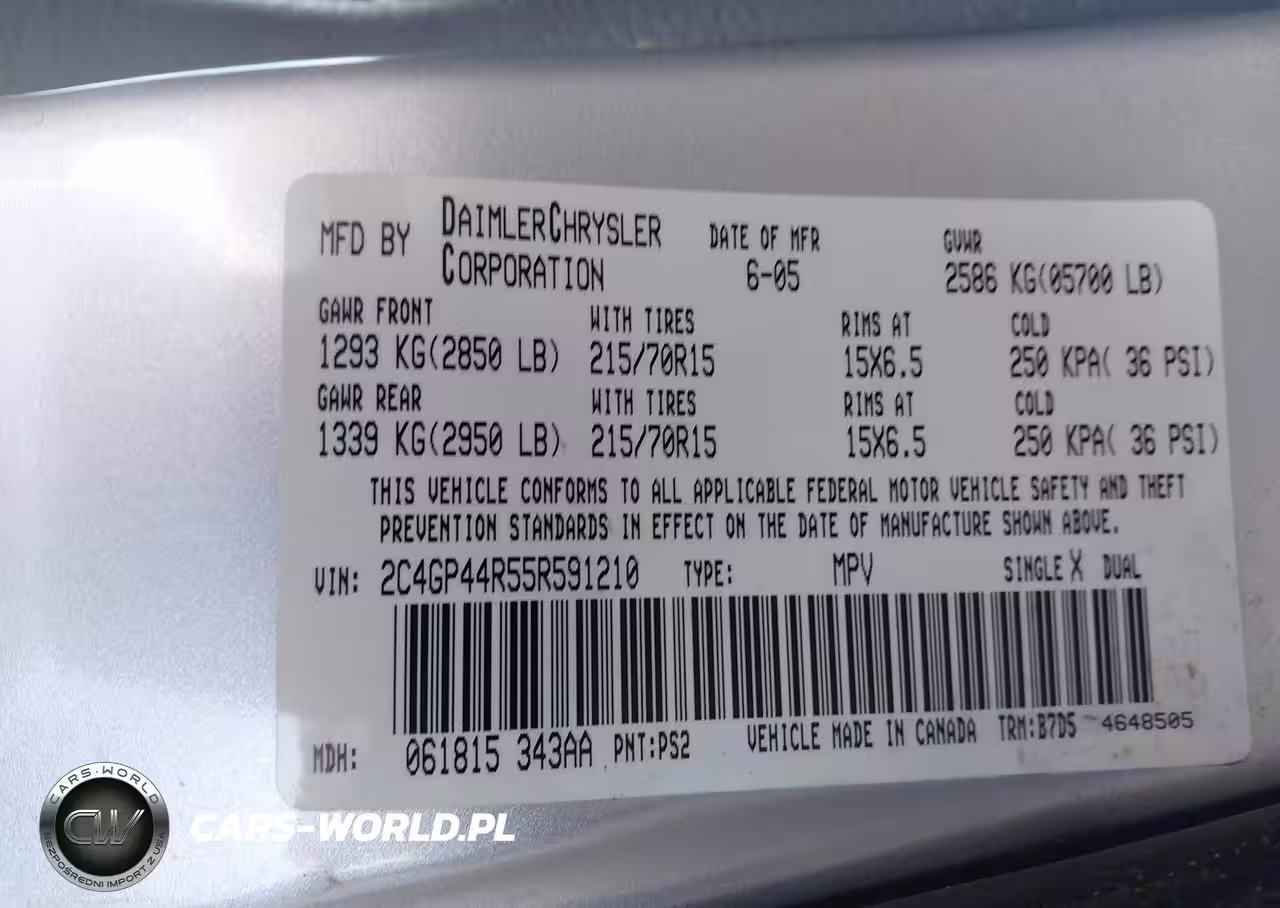 MFD BY DAIMLERCHRYSLER CORPORATION DATE OF MFR 6-05 GVWR 2586 KG(05700 LB)
GAWR FRONT WITH TIRES RIMS AT COLD
1293 KG(2850 LB) 215/70R15 15X6.5 250 KPA( 36 PSI)
GAWR REAR WITH TIRES RIMS AT COLD
1339 KG(2950 LB) 215/70R15 15X6.5 250 KPA( 36 PSI)
THIS VEHICLE CONFORMS TO ALL APPLICABLE FEDERAL MOTOR VEHICLE SAFETY AND THEFT
PREVENTION STANDARDS IN EFFECT ON THE DATE OF MANUFACTURE SHOWN ABOVE.
VIN: 2C4GP44R55R591210 TYPE: MPV SINGLE X DUAL
MDH: 061815 343AA PNT:PS2 VEHICLE MADE IN CANADA TRM:B7D5 4648505
CARS-WORLD
CW
BEZPOŚREDNI IMPORT Z USA
CARS-WORLD.PL